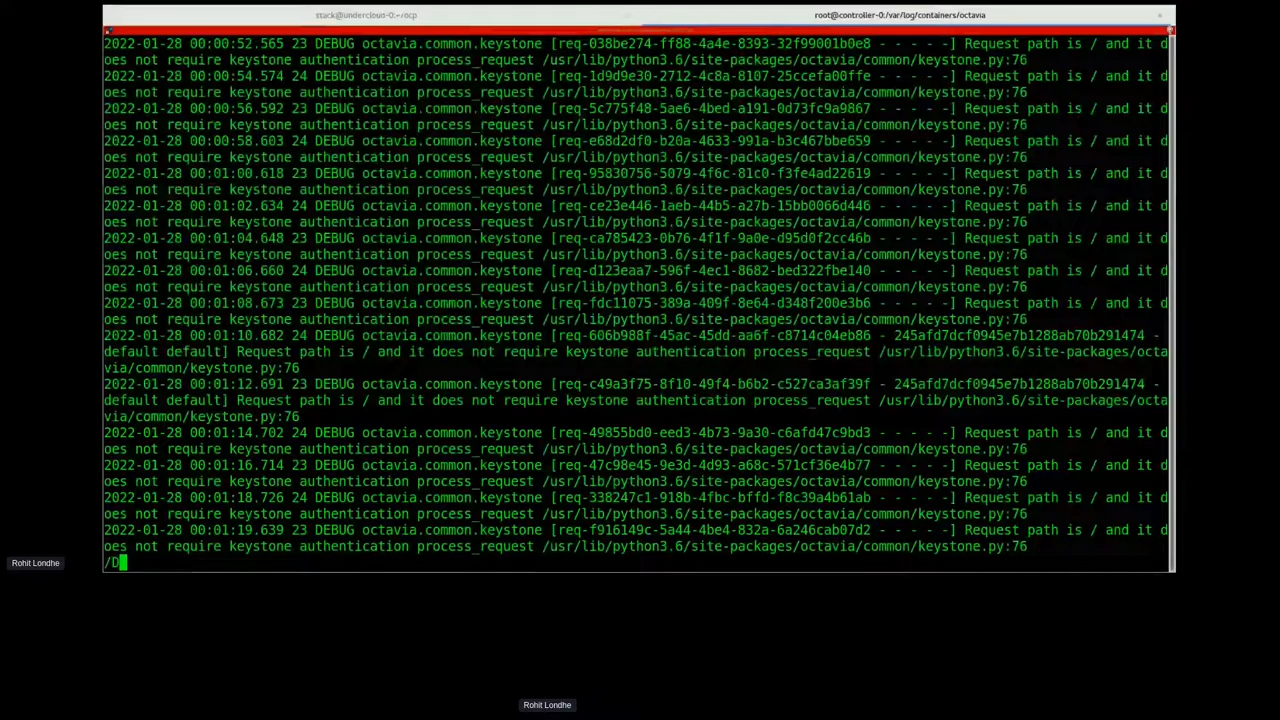 stack@undercloud-0:~/ocp
root@controller-0:/var/log/containers/octavia
2022-01-28 00:00:52.565 23 DEBUG octavia.common.keystone [req-038be274-ff88-4a4e-8393-32f99001b0e8 - - - - -] Request path is / and it d
oes not require keystone authentication process_request /usr/lib/python3.6/site-packages/octavia/common/keystone.py:76
2022-01-28 00:00:54.574 24 DEBUG octavia.common.keystone [req-1d9d9e30-2712-4c8a-8107-25ccefa00ffe - - - - -] Request path is / and it d
oes not require keystone authentication process_request /usr/lib/python3.6/site-packages/octavia/common/keystone.py:76
2022-01-28 00:00:56.592 23 DEBUG octavia.common.keystone [req-5c775f48-5ae6-4bed-a191-0d73fc9a9867 - - - - -] Request path is / and it d
oes not require keystone authentication process_request /usr/lib/python3.6/site-packages/octavia/common/keystone.py:76
2022-01-28 00:00:58.603 24 DEBUG octavia.common.keystone [req-e68d2df0-b20a-4633-991a-b3c467bbe659 - - - - -] Request path is / and it d
oes not require keystone authentication process_request /usr/lib/python3.6/site-packages/octavia/common/keystone.py:76
2022-01-28 00:01:00.618 23 DEBUG octavia.common.keystone [req-95830756-5079-4f6c-81c0-f3fe4ad22619 - - - - -] Request path is / and it d
oes not require keystone authentication process_request /usr/lib/python3.6/site-packages/octavia/common/keystone.py:76
2022-01-28 00:01:02.634 23 DEBUG octavia.common.keystone [req-ce23e446-1aeb-44b5-a27b-15bb0066d446 - - - - -] Request path is / and it d
oes not require keystone authentication process_request /usr/lib/python3.6/site-packages/octavia/common/keystone.py:76
2022-01-28 00:01:04.648 23 DEBUG octavia.common.keystone [req-ca785423-0b76-4f1f-9a0e-d95d0f2cc46b - - - - -] Request path is / and it d
oes not require keystone authentication process_request /usr/lib/python3.6/site-packages/octavia/common/keystone.py:76
2022-01-28 00:01:06.660 24 DEBUG octavia.common.keystone [req-d123eaa7-596f-4ec1-8682-bed322fbe140 - - - - -] Request path is / and it d
oes not require keystone authentication process_request /usr/lib/python3.6/site-packages/octavia/common/keystone.py:76
2022-01-28 00:01:08.673 23 DEBUG octavia.common.keystone [req-fdc11075-389a-409f-8e64-d348f200e3b6 - - - - -] Request path is / and it d
oes not require keystone authentication process_request /usr/lib/python3.6/site-packages/octavia/common/keystone.py:76
2022-01-28 00:01:10.682 24 DEBUG octavia.common.keystone [req-606b988f-45ac-45dd-aa6f-c8714c04eb86 - 245afd7dcf0945e7b1288ab70b291474 -
default default] Request path is / and it does not require keystone authentication process_request /usr/lib/python3.6/site-packages/octa
via/common/keystone.py:76
2022-01-28 00:01:12.691 23 DEBUG octavia.common.keystone [req-c49a3f75-8f10-49f4-b6b2-c527ca3af39f - 245afd7dcf0945e7b1288ab70b291474 -
default default] Request path is / and it does not require keystone authentication process_request /usr/lib/python3.6/site-packages/octa
via/common/keystone.py:76
2022-01-28 00:01:14.702 24 DEBUG octavia.common.keystone [req-49855bd0-eed3-4b73-9a30-c6afd47c9bd3 - - - - -] Request path is / and it d
oes not require keystone authentication process_request /usr/lib/python3.6/site-packages/octavia/common/keystone.py:76
2022-01-28 00:01:16.714 23 DEBUG octavia.common.keystone [req-47c98e45-9e3d-4d93-a68c-571cf36e4b77 - - - - -] Request path is / and it d
oes not require keystone authentication process_request /usr/lib/python3.6/site-packages/octavia/common/keystone.py:76
2022-01-28 00:01:18.726 24 DEBUG octavia.common.keystone [req-338247c1-918b-4fbc-bffd-f8c39a4b61ab - - - - -] Request path is / and it d
oes not require keystone authentication process_request /usr/lib/python3.6/site-packages/octavia/common/keystone.py:76
2022-01-28 00:01:19.639 23 DEBUG octavia.common.keystone [req-f916149c-5a44-4be4-832a-6a246cab07d2 - - - - -] Request path is / and it d
oes not require keystone authentication process_request /usr/lib/python3.6/site-packages/octavia/common/keystone.py:76
/D
Rohit Londhe
Rohit Londhe